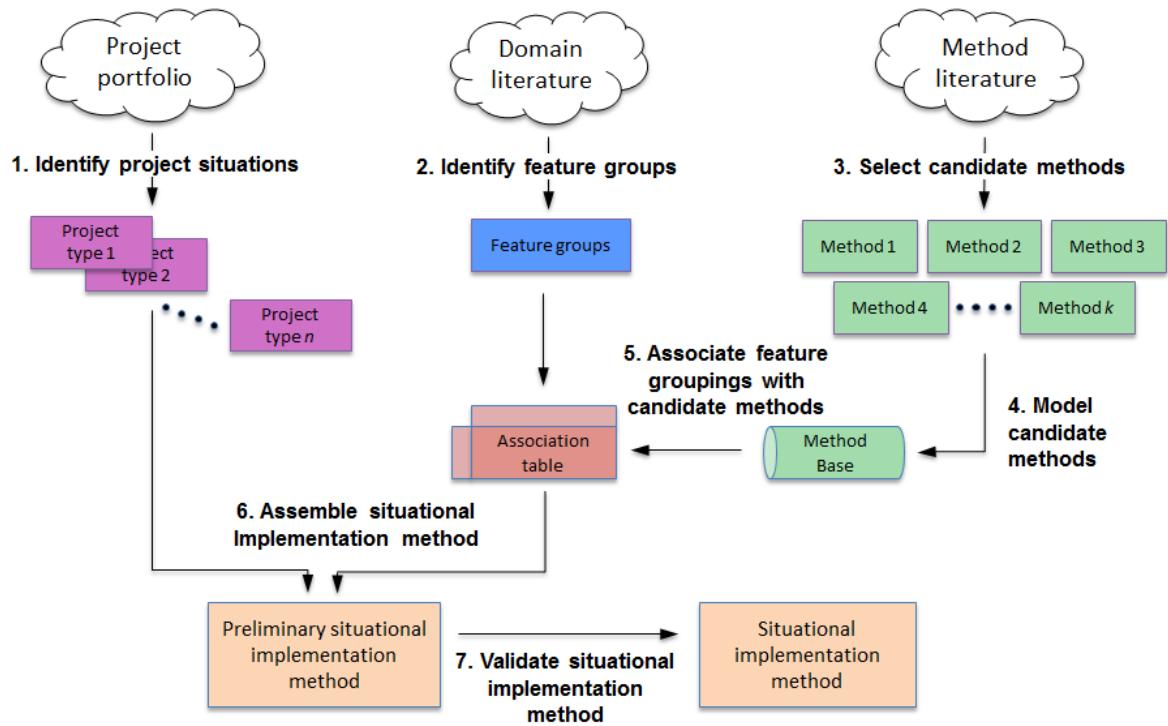 Project
portfolio
Domain
literature
Method
literature
1. Identify project situations
2. Identify feature groups
3. Select candidate methods
Project
type 1
ject
type 2
Project
type n
Feature groups
Method 1
Method 2
Method 3
Method 4
Method k
5. Associate feature
groupings with
candidate methods
4. Model
candidate
methods
Association
table
Method
Base
6. Assemble situational
Implementation method
Preliminary situational
implementation
method
7. Validate situational
implementation
method
Situational
implementation
method